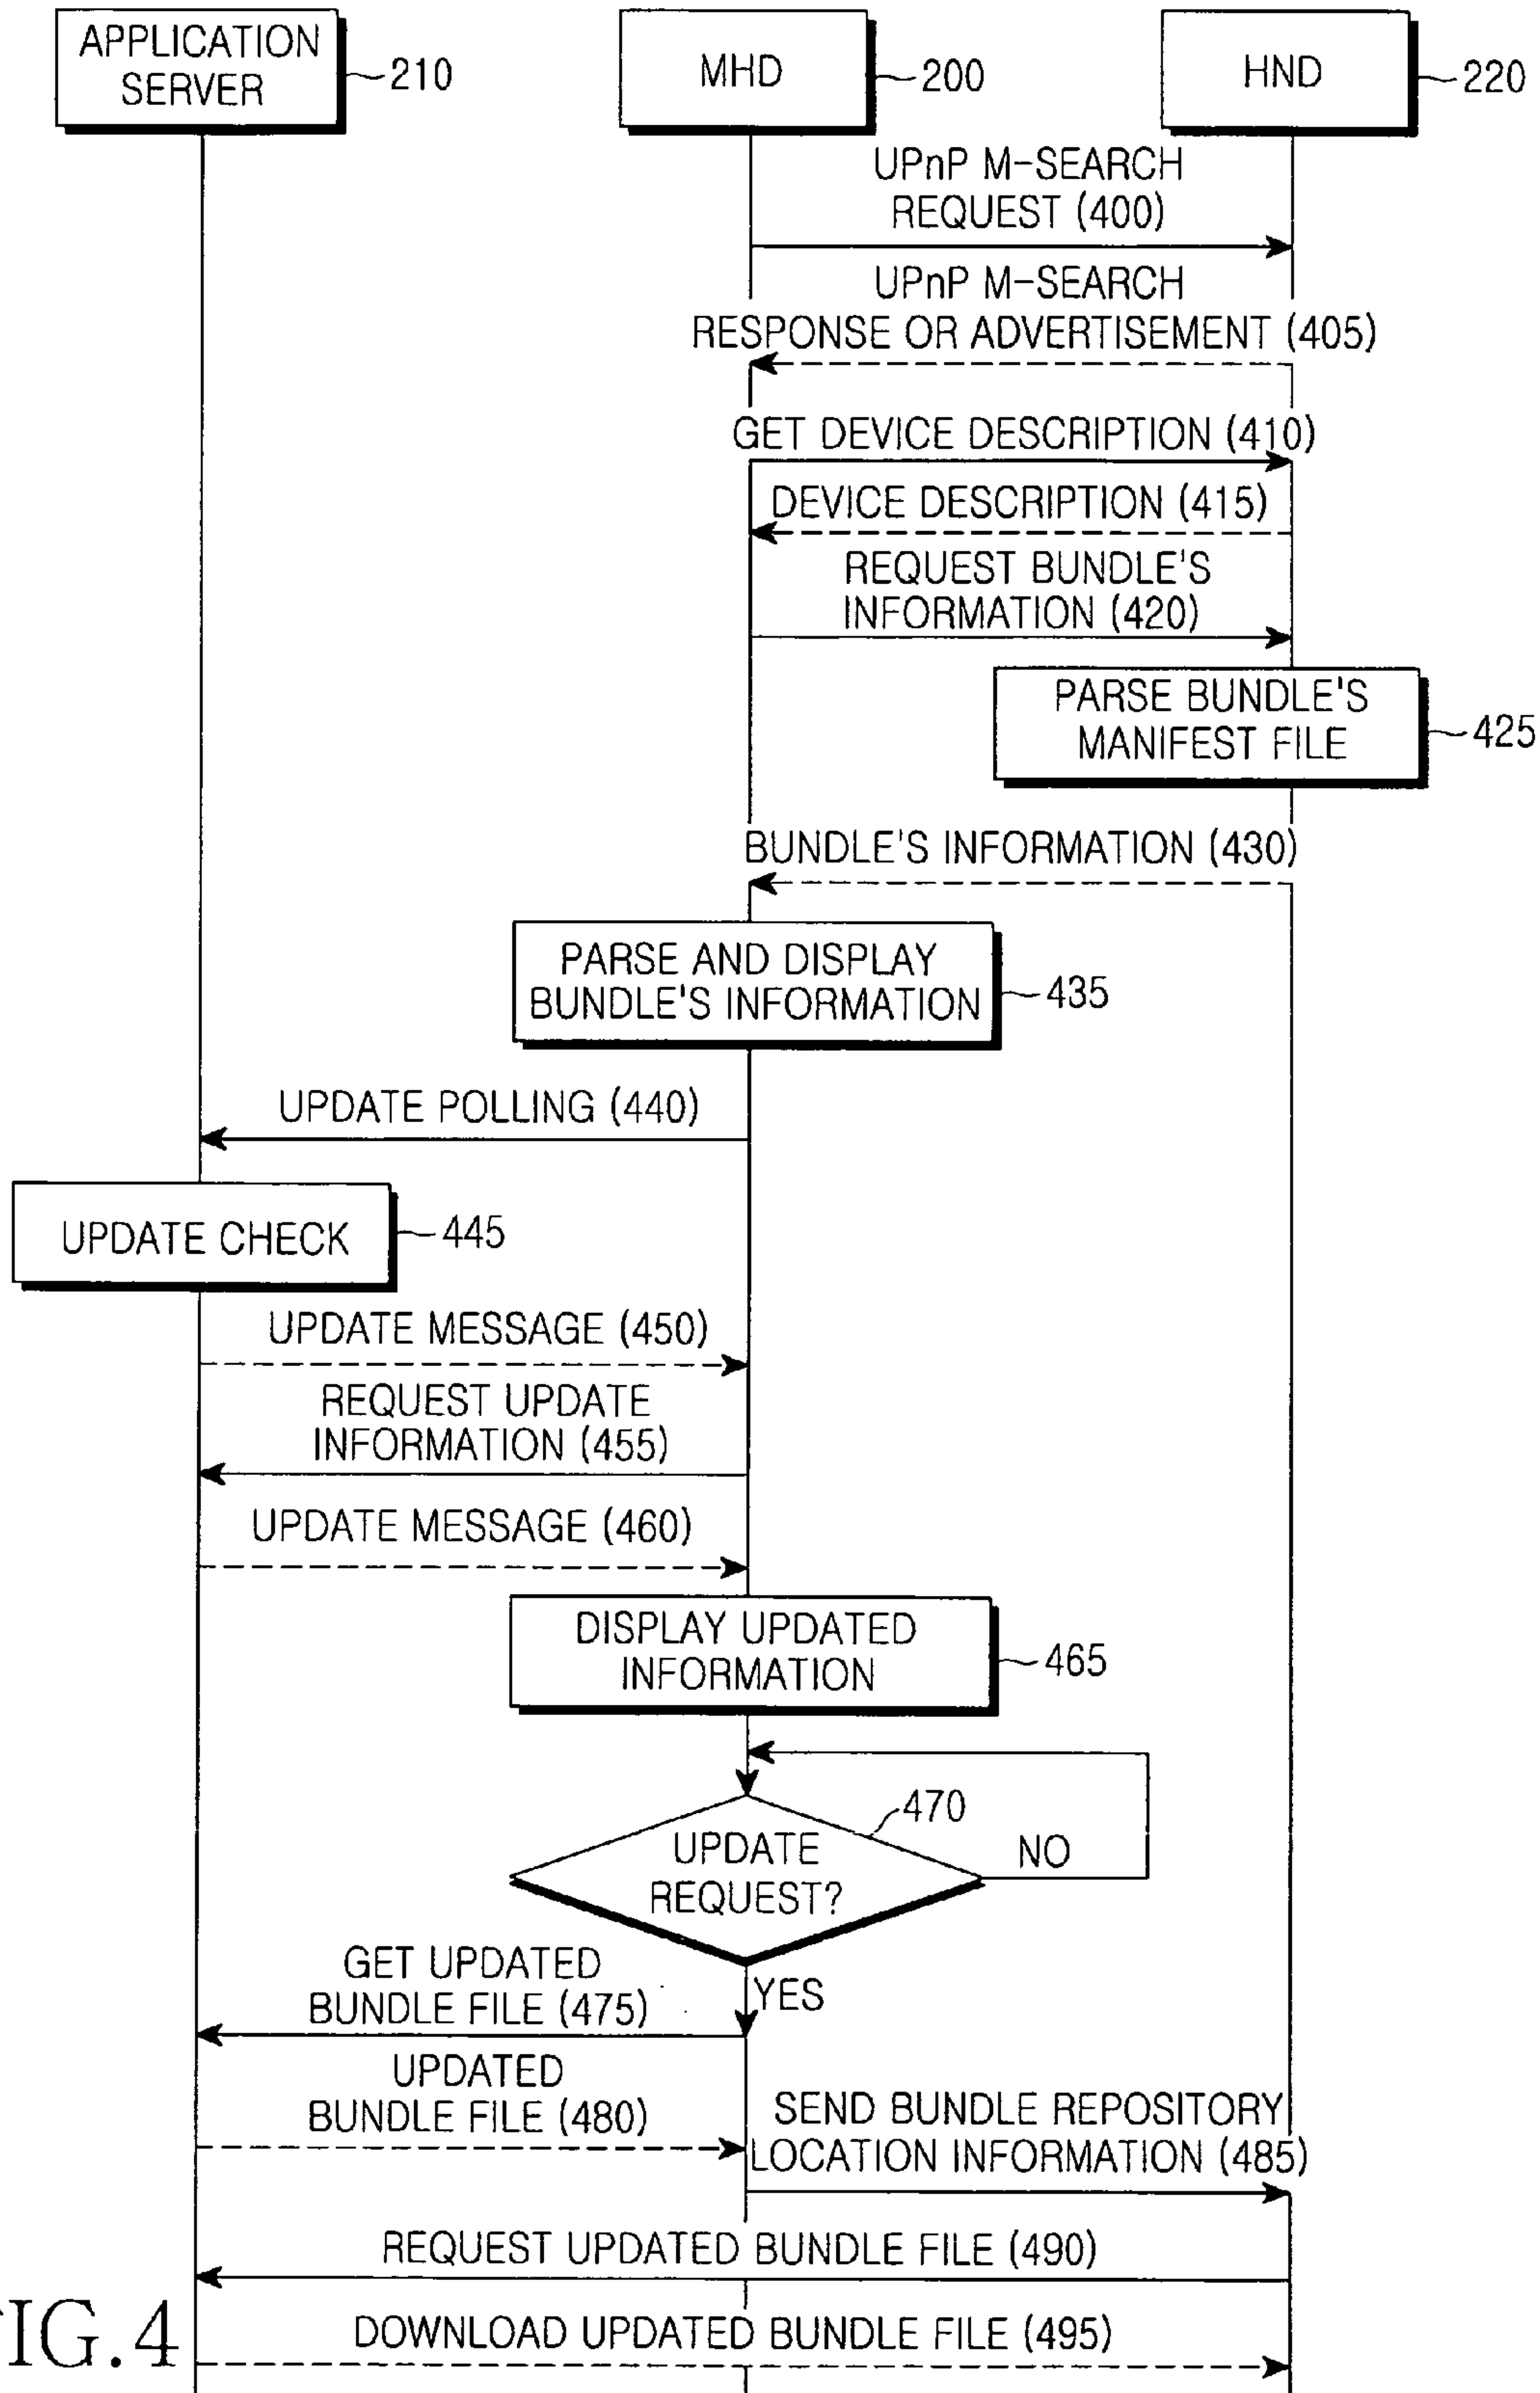 APPLICATION
SERVER
210
MHD
200
HND
220
UPnP M-SEARCH
REQUEST (400)
UPnP M-SEARCH
RESPONSE OR ADVERTISEMENT (405)
GET DEVICE DESCRIPTION (410)
DEVICE DESCRIPTION (415)
REQUEST BUNDLE'S
INFORMATION (420)
PARSE BUNDLE'S
MANIFEST FILE
425
BUNDLE'S INFORMATION (430)
PARSE AND DISPLAY
BUNDLE'S INFORMATION
435
UPDATE POLLING (440)
UPDATE CHECK
445
UPDATE MESSAGE (450)
REQUEST UPDATE
INFORMATION (455)
UPDATE MESSAGE (460)
DISPLAY UPDATED
INFORMATION
465
470
UPDATE
REQUEST?
NO
YES
GET UPDATED
BUNDLE FILE (475)
UPDATED
BUNDLE FILE (480)
SEND BUNDLE REPOSITORY
LOCATION INFORMATION (485)
REQUEST UPDATED BUNDLE FILE (490)
DOWNLOAD UPDATED BUNDLE FILE (495)
FIG.4